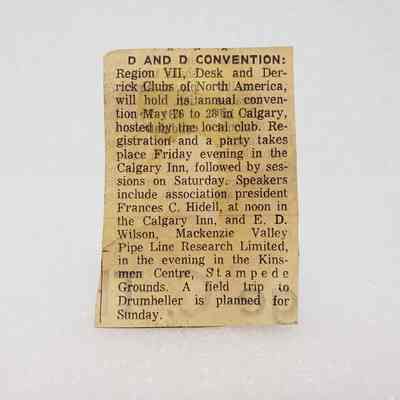 D AND D CONVENTION:
Region VII, Desk and Der-
rick Clubs of North America,
will hold its annual conven-
tion May 26 to 28 in Calgary,
hosted by the local club. Re-
gistration and a party takes
place Friday evening in the
Calgary Inn, followed by ses-
sions on Saturday. Speakers
include association president
Frances C. Hidell, at noon in
the Calgary Inn, and E. D.
Wilson, Mackenzie Valley
Pipe Line Research Limited,
in the evening in the Kins-
men Centre, Stampede
Grounds. A field trip to
Drumheller is planned for
Sunday.